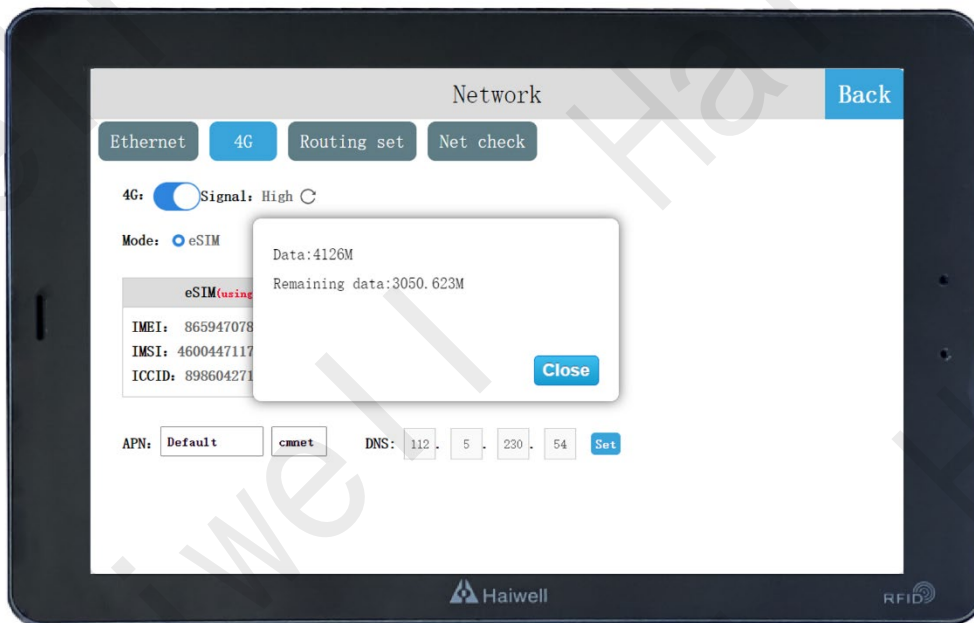 Network
Back
Ethernet
4G
Routing set
Net check
4G: Signal: High
Mode: eSIM
Data:4126M
Remaining data:3050.623M
Close
eSIM(using
IMEI: 865947078
IMSI: 4600447117
ICCID: 898604271
APN: Default cmnet DNS: 112 . 5 . 230 . 54 Set
Haiwell
RFID